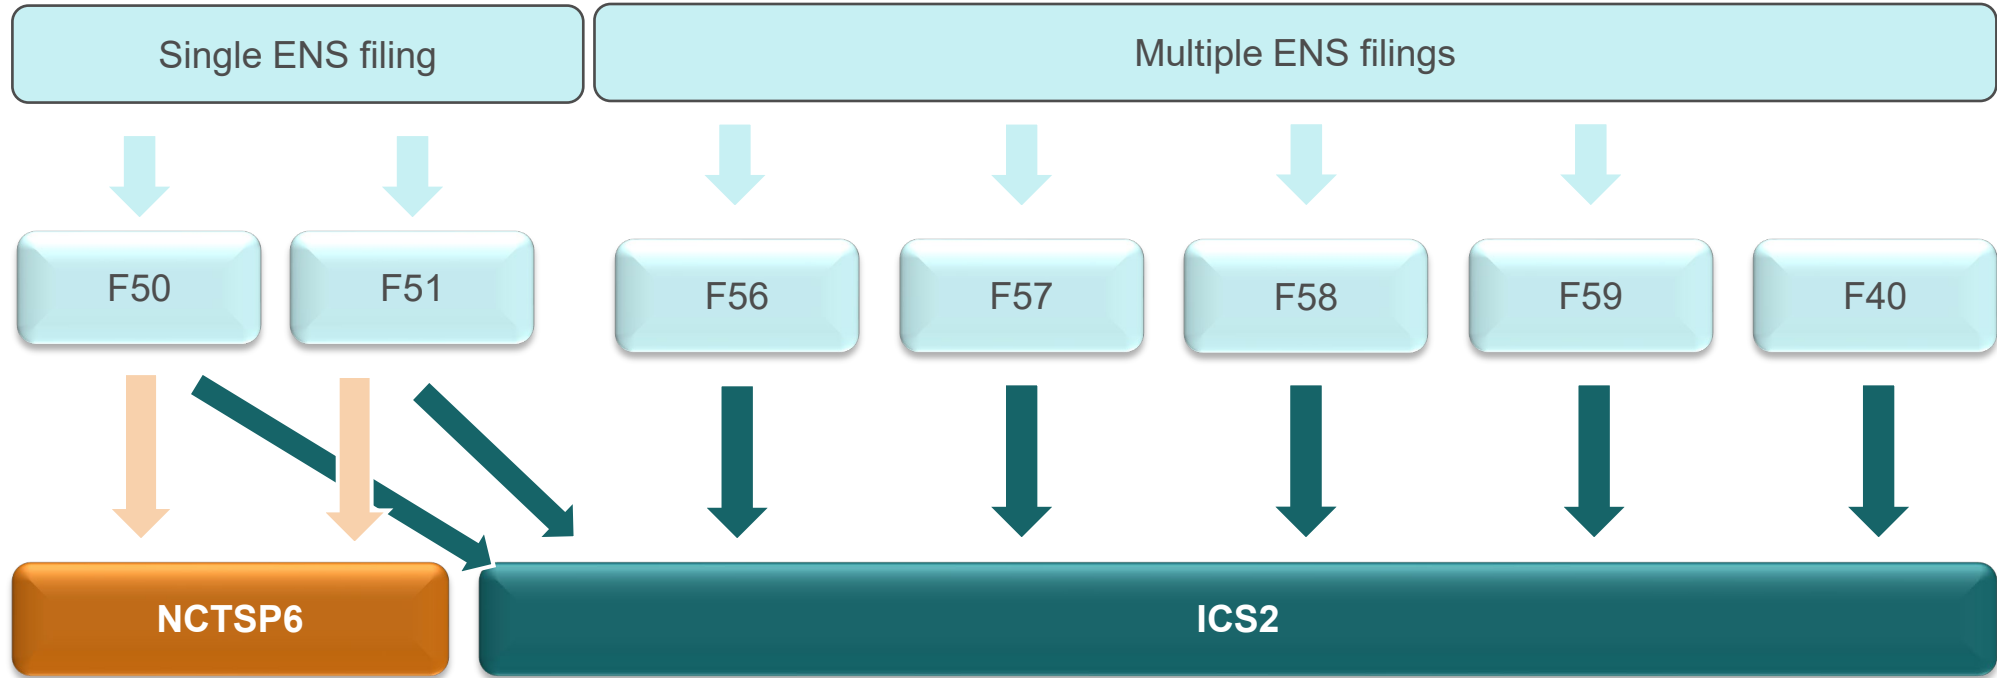 Single ENS filing
Multiple ENS filings
F50
F51
F56
F57
F58
F59
F40
NCTSP6
ICS2